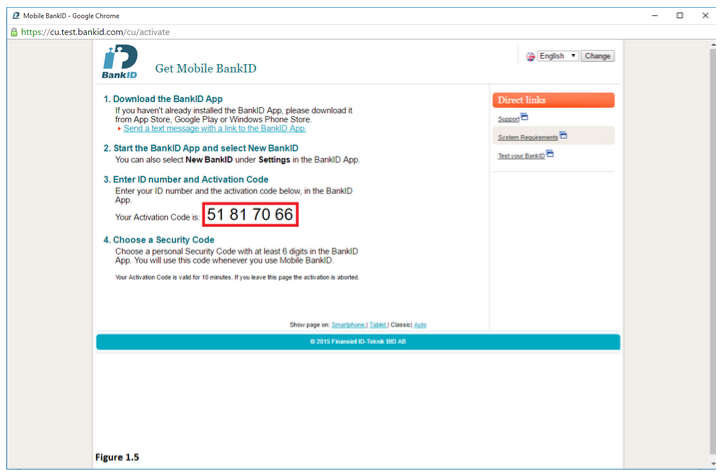 Mobile BankID - Google Chrome
https://cu.test.bankid.com/cu/activate
BankID
Get Mobile BankID
English
Change
1. Download the BankID App
If you haven't already installed the BankID App, please download it
from App Store, Google Play or Windows Phone Store.
Send a text message with a link to the BankID App.
2. Start the BankID App and select New BankID
You can also select New BankID under Settings in the BankID App.
3. Enter ID number and Activation Code
Enter your ID number and the activation code below, in the BankID
App.
Your Activation Code is: 51 81 70 66
4. Choose a Security Code
Choose a personal Security Code with at least 6 digits in the BankID
App. You will use this code whenever you use Mobile BankID.
Your Activation Code is valid for 10 minutes. If you leave this page the activation is aborted.
Direct links
Support
System Requirements
Test your BankID
Show page on: Smartphone | Tablet | Classic| Auto
© 2015 Finansiell ID-Teknik BID AB
Figure 1.5